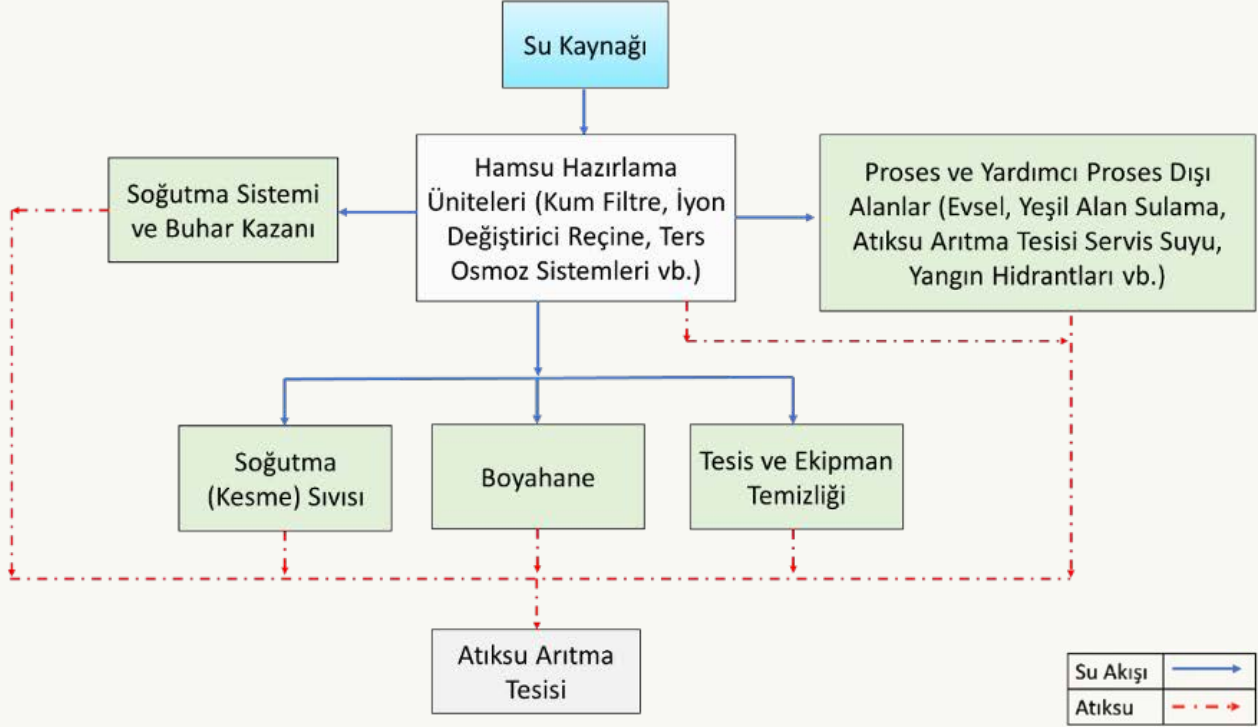 Su Kaynağı
Soğutma Sistemi
ve Buhar Kazanı
Hamsu Hazırlama
Üniteleri (Kum Filtre, İyon
Değiştirici Reçine, Ters
Osmoz Sistemleri vb.)
Proses ve Yardımcı Proses Dışı
Alanlar (Evsel, Yeşil Alan Sulama,
Atıksu Arıtma Tesisi Servis Suyu,
Yangın Hidrantları vb.)
Soğutma
(Kesme) Sıvısı
Boyahane
Tesis ve Ekipman
Temizliği
Atıksu Arıtma
Tesisi
Su Akışı
Atıksu